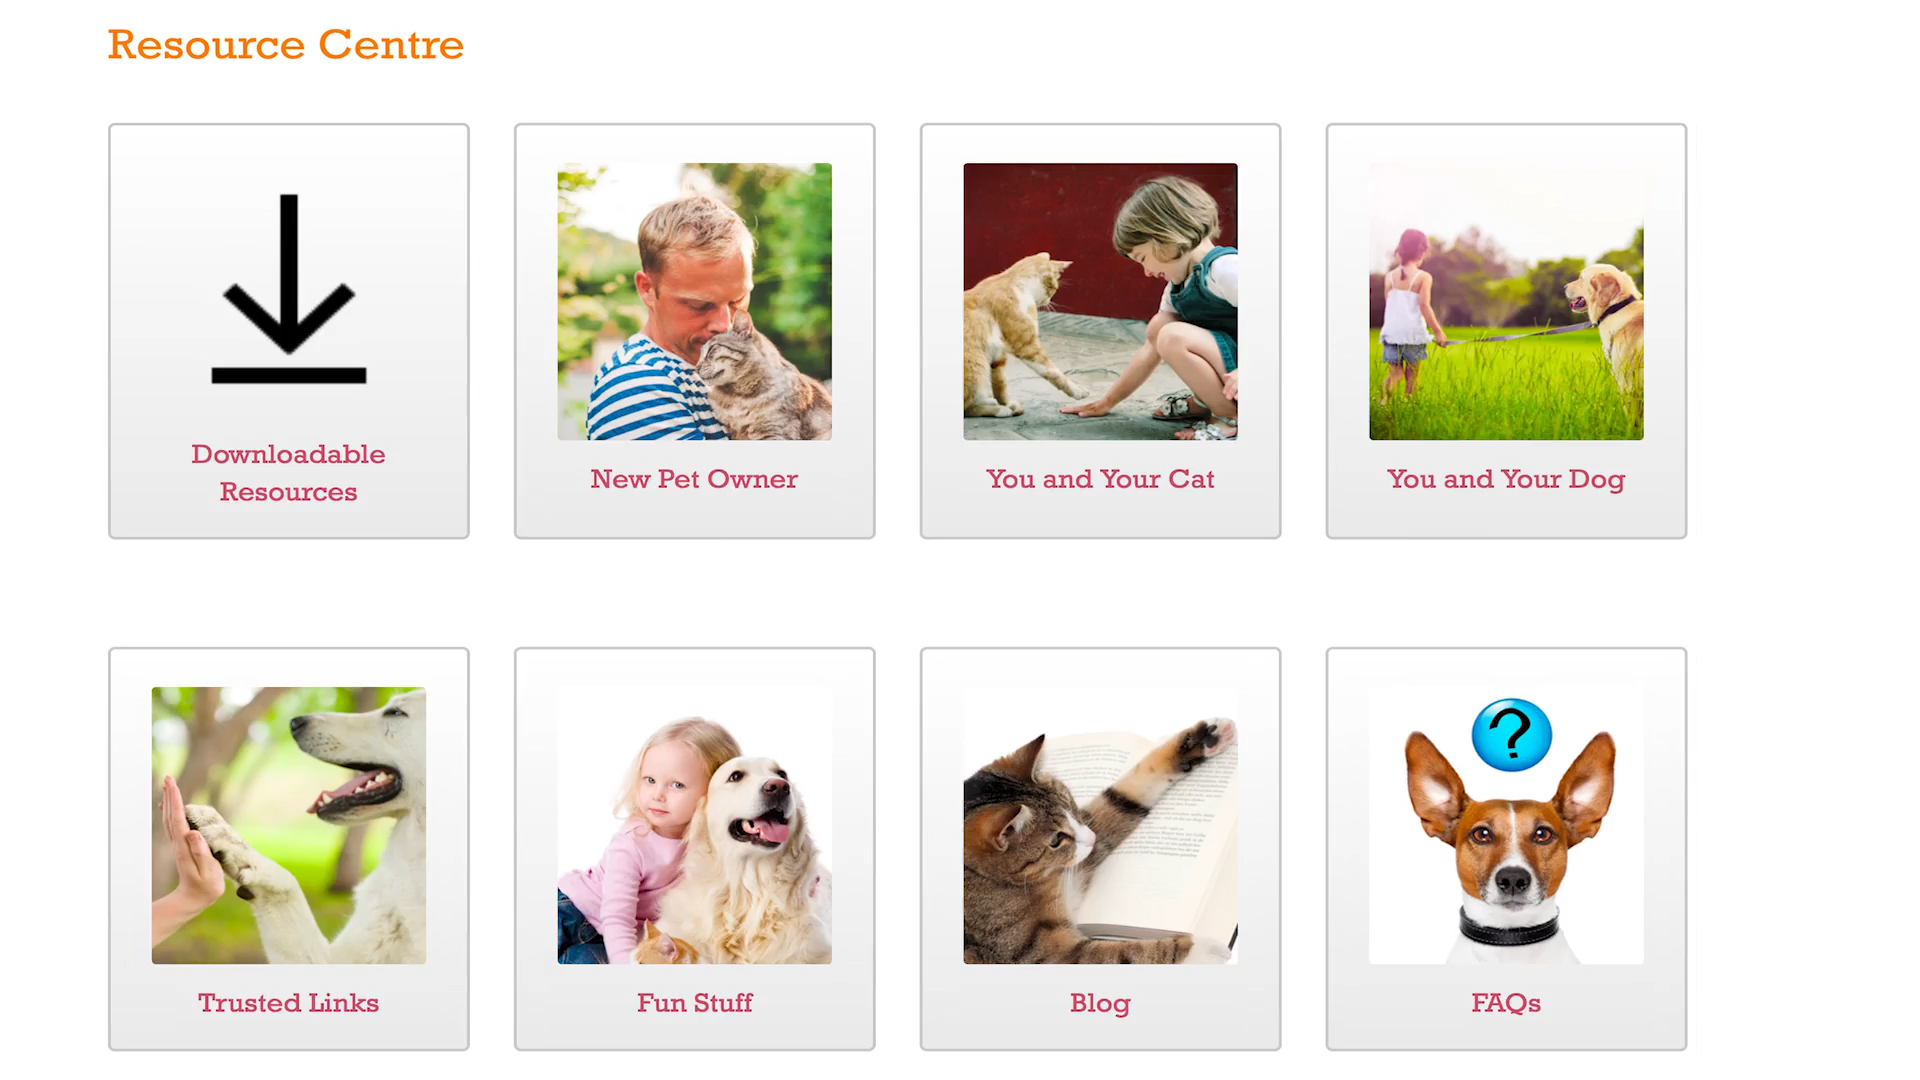 Resource Centre
Downloadable
Resources
New Pet Owner
You and Your Cat
You and Your Dog
?
Trusted Links
Fun Stuff
Blog
FAQs